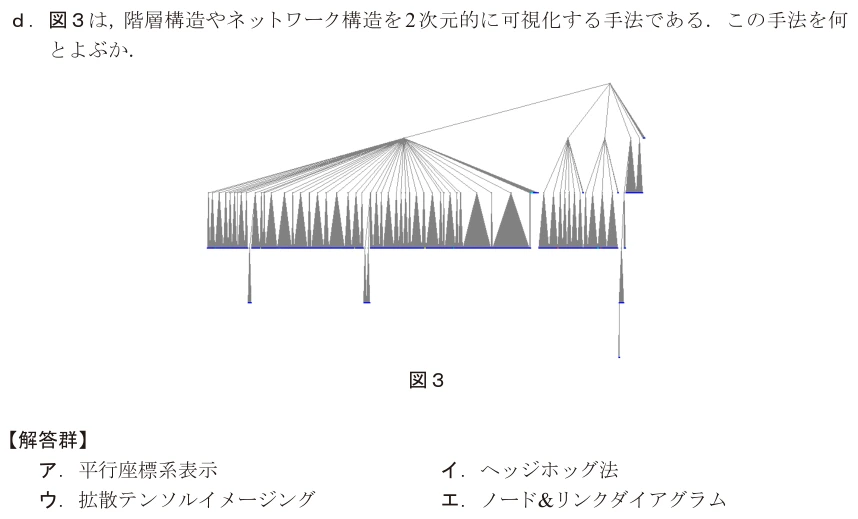 d．図3は，階層構造やネットワーク構造を2次元的に可視化する手法である．この手法を何
とよぶか．
図3
【解答群】
ア．平行座標系表示
イ．ヘッジホッグ法
ウ．拡散テンソルイメージング
エ．ノード&リンクダイアグラム